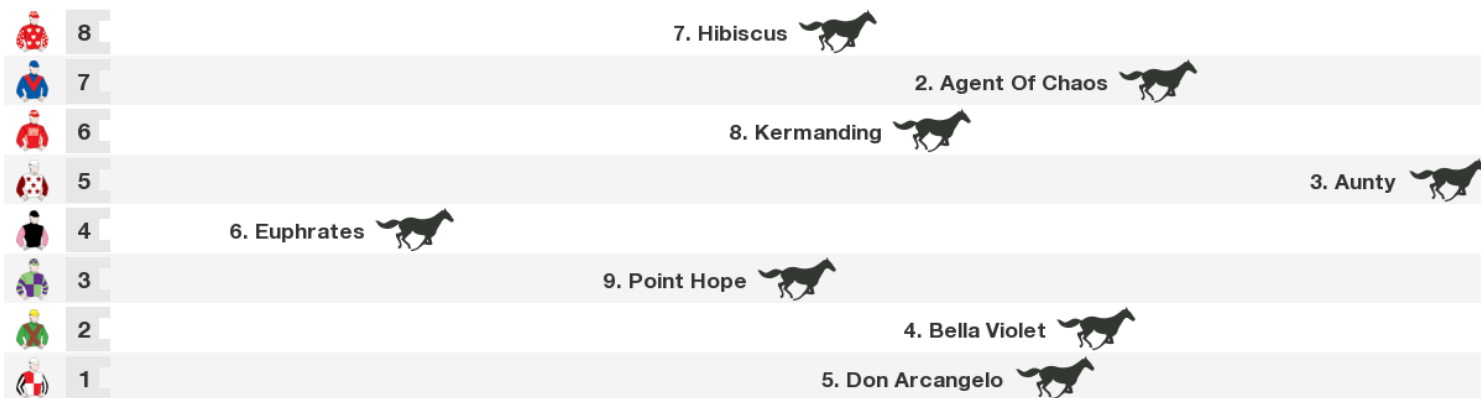 8 7. Hibiscus
7 2. Agent Of Chaos
6 8. Kermanding
5 3. Aunty
4 6. Euphrates
3 9. Point Hope
2 4. Bella Violet
1 5. Don Arcangelo